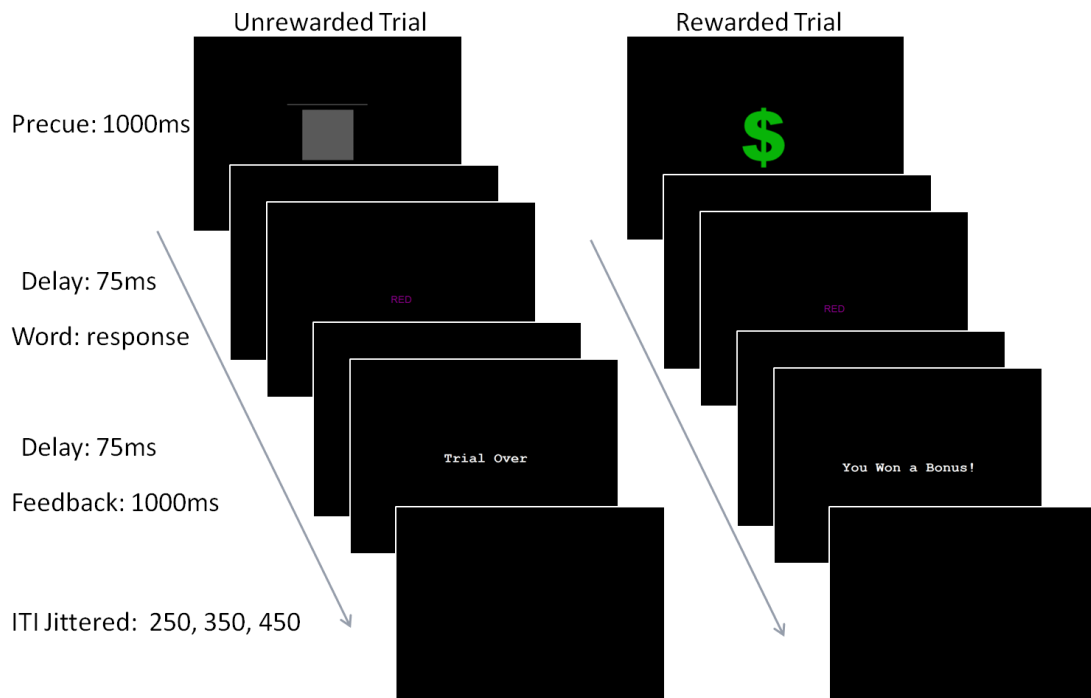 Unrewarded Trial
Rewarded Trial
Precue: 1000ms
$
Delay: 75ms
RED
RED
Word: response
Delay: 75ms
Trial Over
You Won a Bonus!
Feedback: 1000ms
ITI Jittered: 250, 350, 450